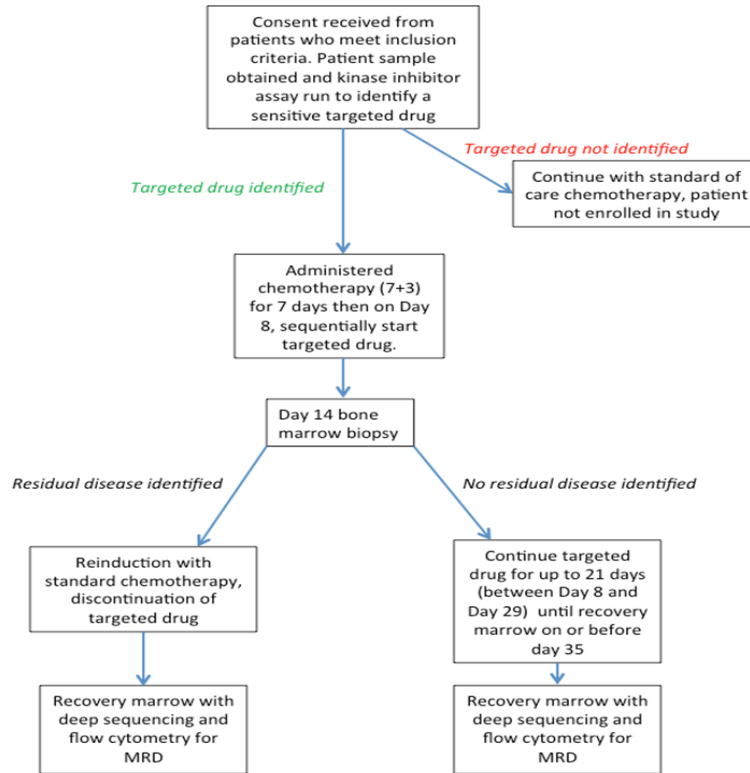 Consent received from
patients who meet inclusion
criteria. Patient sample
obtained and kinase inhibitor
assay run to identify a
sensitive targeted drug
Targeted drug not identified
Targeted drug identified
Continue with standard of
care chemotherapy, patient
not enrolled in study
Administered
chemotherapy (7+3)
for 7 days then on Day
8, sequentially start
targeted drug.
Day 14 bone
marrow biopsy
Residual disease identified
No residual disease identified
Reinduction with
standard chemotherapy,
discontinuation of
targeted drug
Continue targeted
drug for up to 21 days
(between Day 8 and
Day 29) until recovery
marrow on or before
day 35
Recovery marrow with
deep sequencing and
flow cytometry for
MRD
Recovery marrow with
deep sequencing and
flow cytometry for
MRD